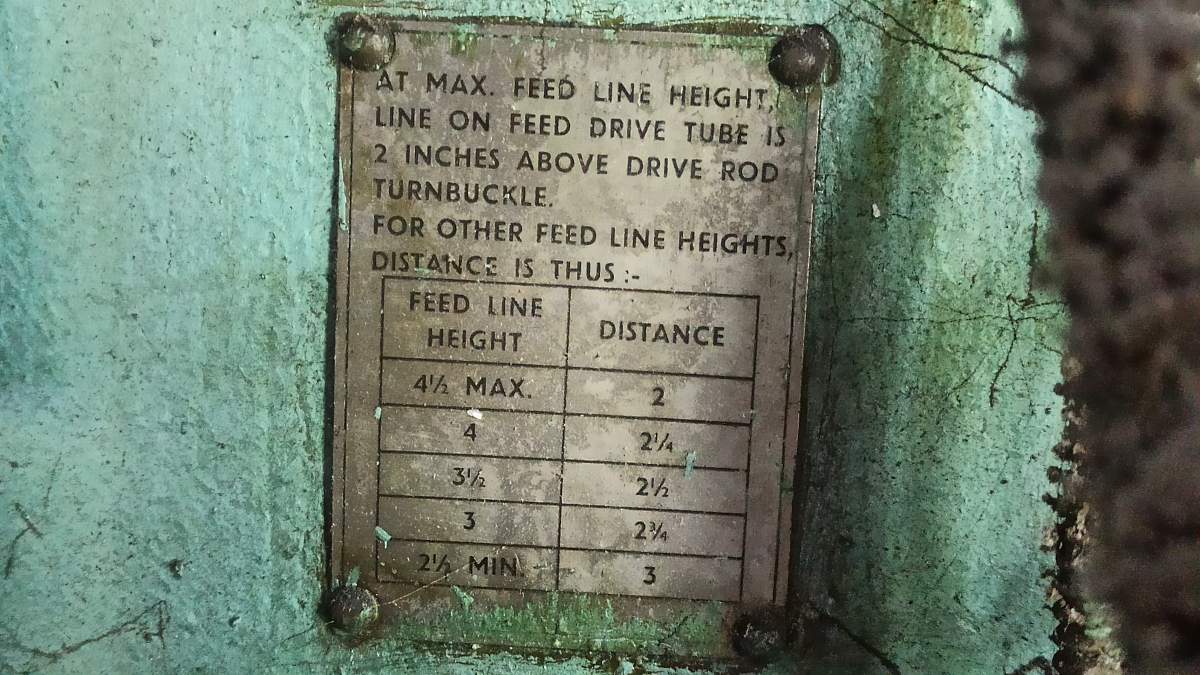 AT MAX. FEED LINE HEIGHT,
LINE ON FEED DRIVE TUBE IS
2 INCHES ABOVE DRIVE ROD
TURNBUCKLE.
FOR OTHER FEED LINE HEIGHTS,
DISTANCE IS THUS :-
FEED LINE HEIGHT DISTANCE
4½ MAX. 2
4 2¼
3½ 2½
3 2¾
2½ MIN. 3